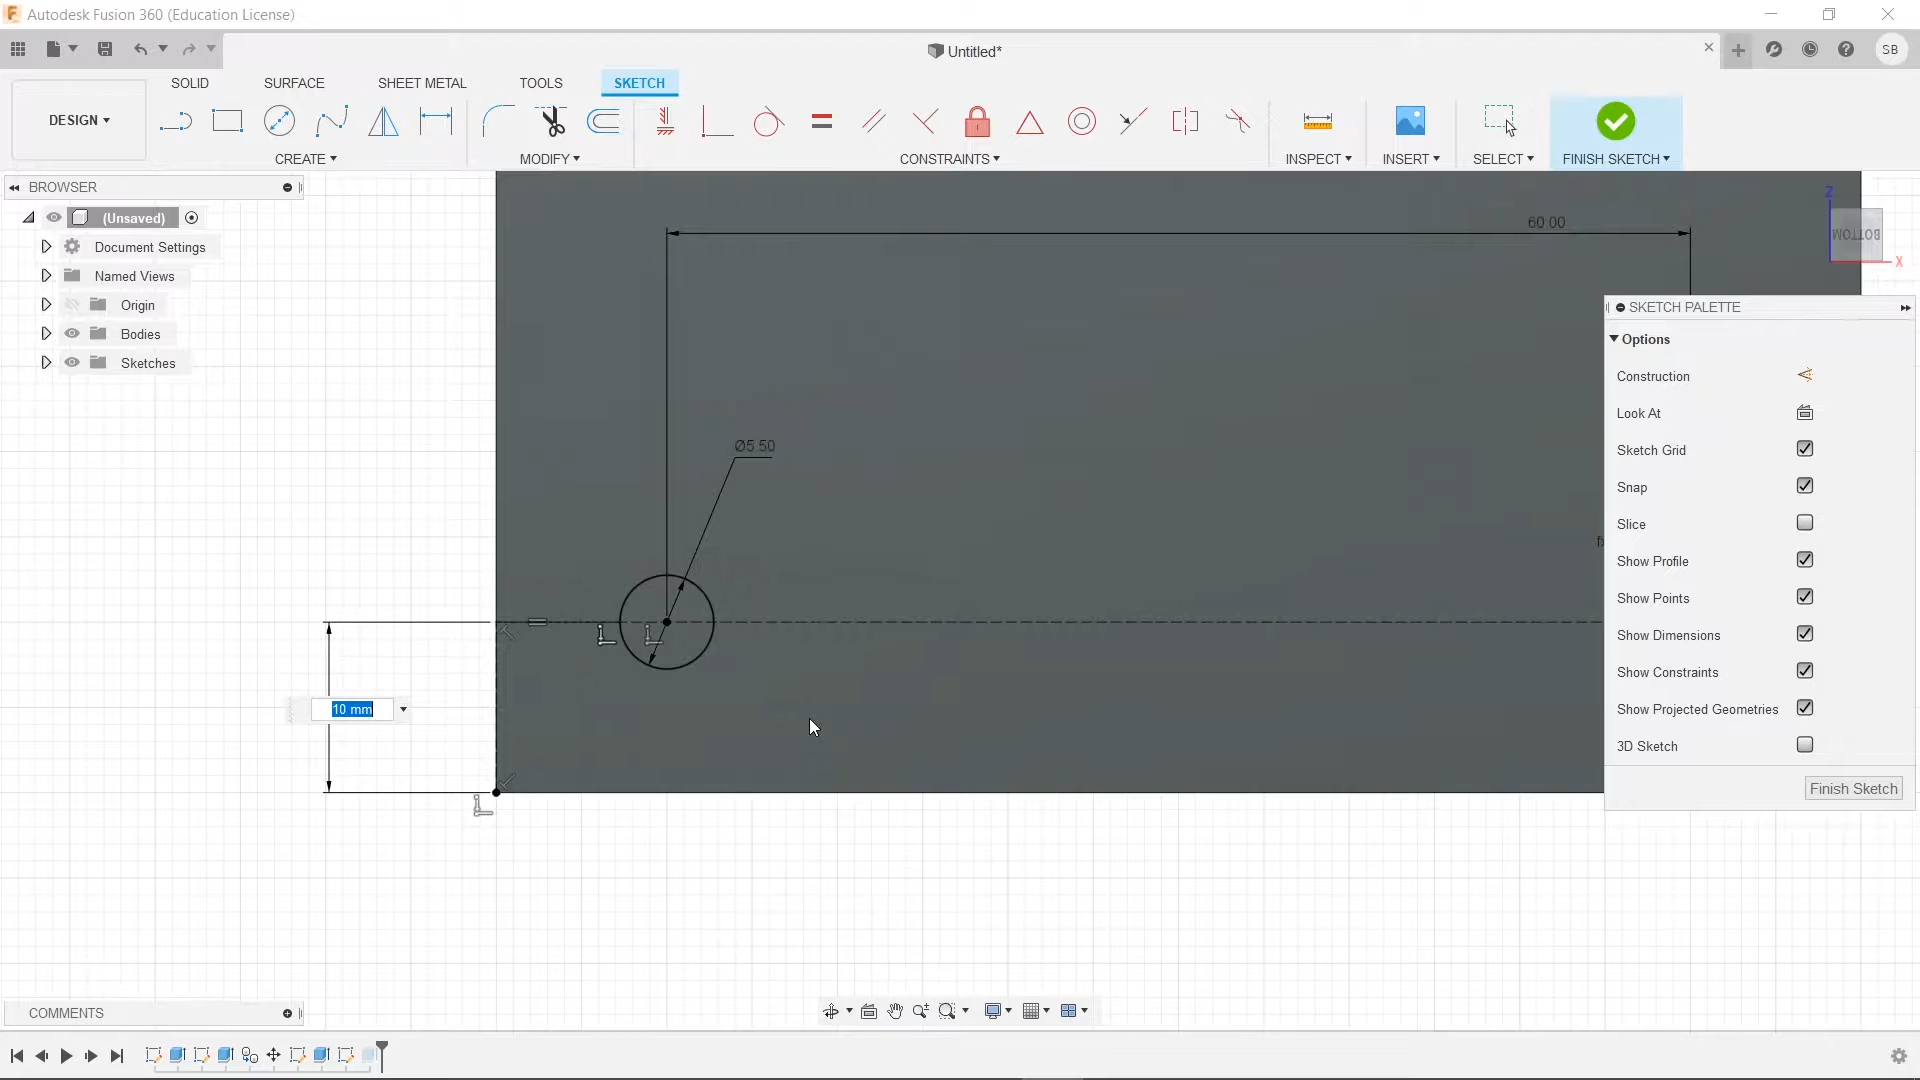 Autodesk Fusion 360 (Education License)
Untitled*
SB
DESIGN
SOLID
SURFACE
SHEET METAL
TOOLS
SKETCH
CREATE
MODIFY
CONSTRAINTS
INSPECT
INSERT
SELECT
FINISH SKETCH
BROWSER
(Unsaved)
Document Settings
Named Views
Origin
Bodies
Sketches
60.00
Ø5.50
10 mm
Z
BOTTOM
X
SKETCH PALETTE
Options
Construction
Look At
Sketch Grid
Snap
Slice
Show Profile
Show Points
Show Dimensions
Show Constraints
Show Projected Geometries
3D Sketch
Finish Sketch
COMMENTS